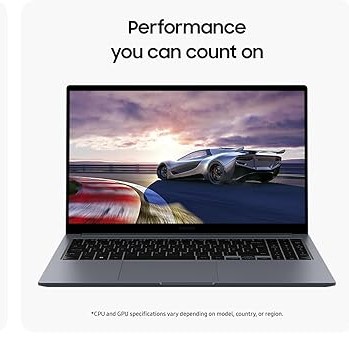 Performance
you can count on
*CPU and GPU specifications vary depending on model, country, or region.